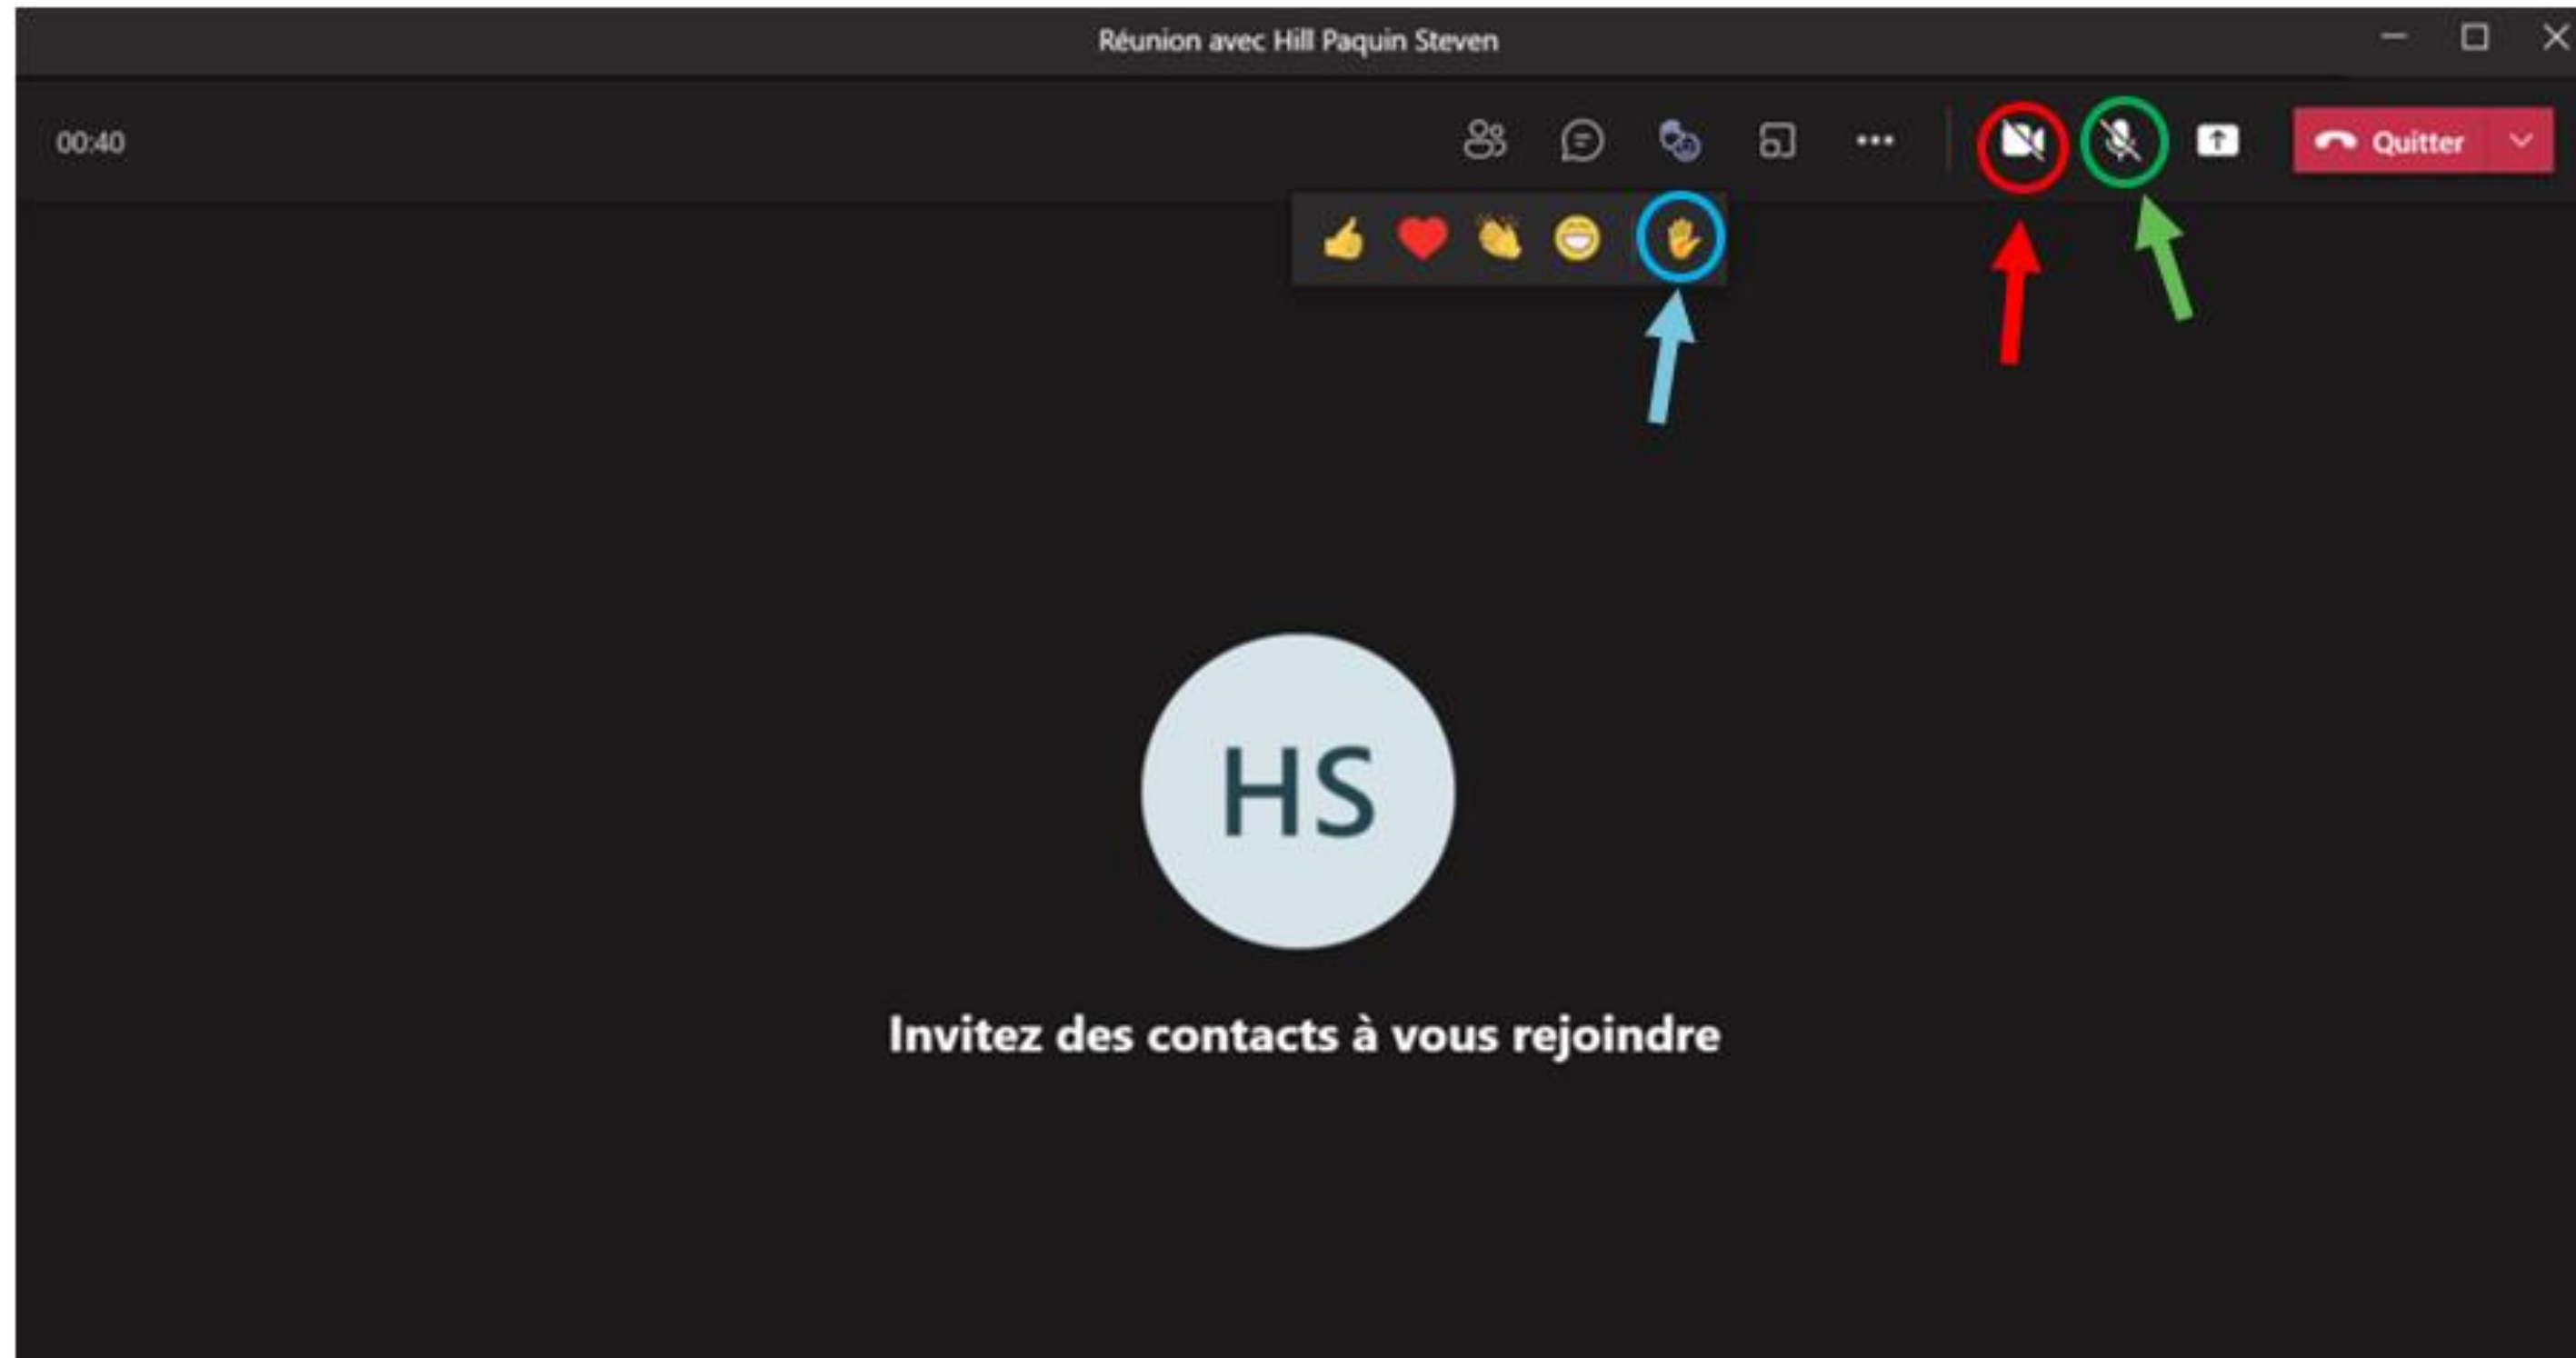 Réunion avec Hill Paquin Steven
00:40
Quitter
HS
Invitez des contacts à vous rejoindre